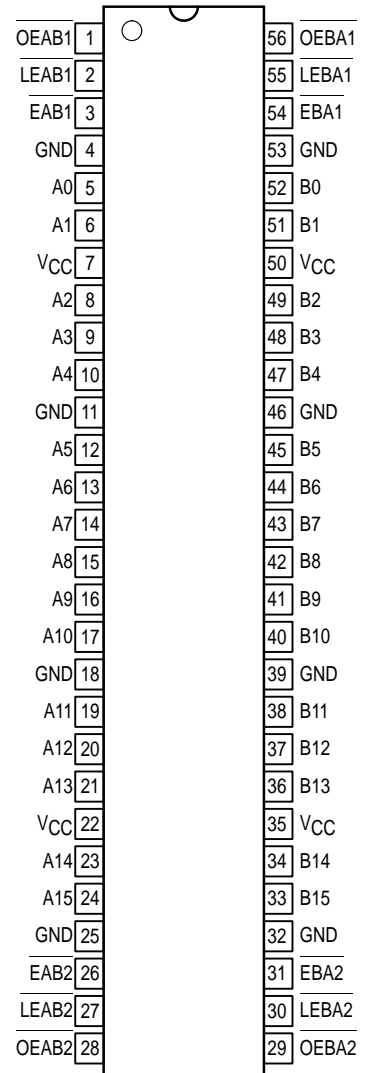 OEAB1 1 56 OEBA1
LEAB1 2 55 LEBA1
EAB1 3 54 EBA1
GND 4 53 GND
A0 5 52 B0
A1 6 51 B1
VCC 7 50 VCC
A2 8 49 B2
A3 9 48 B3
A4 10 47 B4
GND 11 46 GND
A5 12 45 B5
A6 13 44 B6
A7 14 43 B7
A8 15 42 B8
A9 16 41 B9
A10 17 40 B10
GND 18 39 GND
A11 19 38 B11
A12 20 37 B12
A13 21 36 B13
VCC 22 35 VCC
A14 23 34 B14
A15 24 33 B15
GND 25 32 GND
EAB2 26 31 EBA2
LEAB2 27 30 LEBA2
OEAB2 28 29 OEBA2